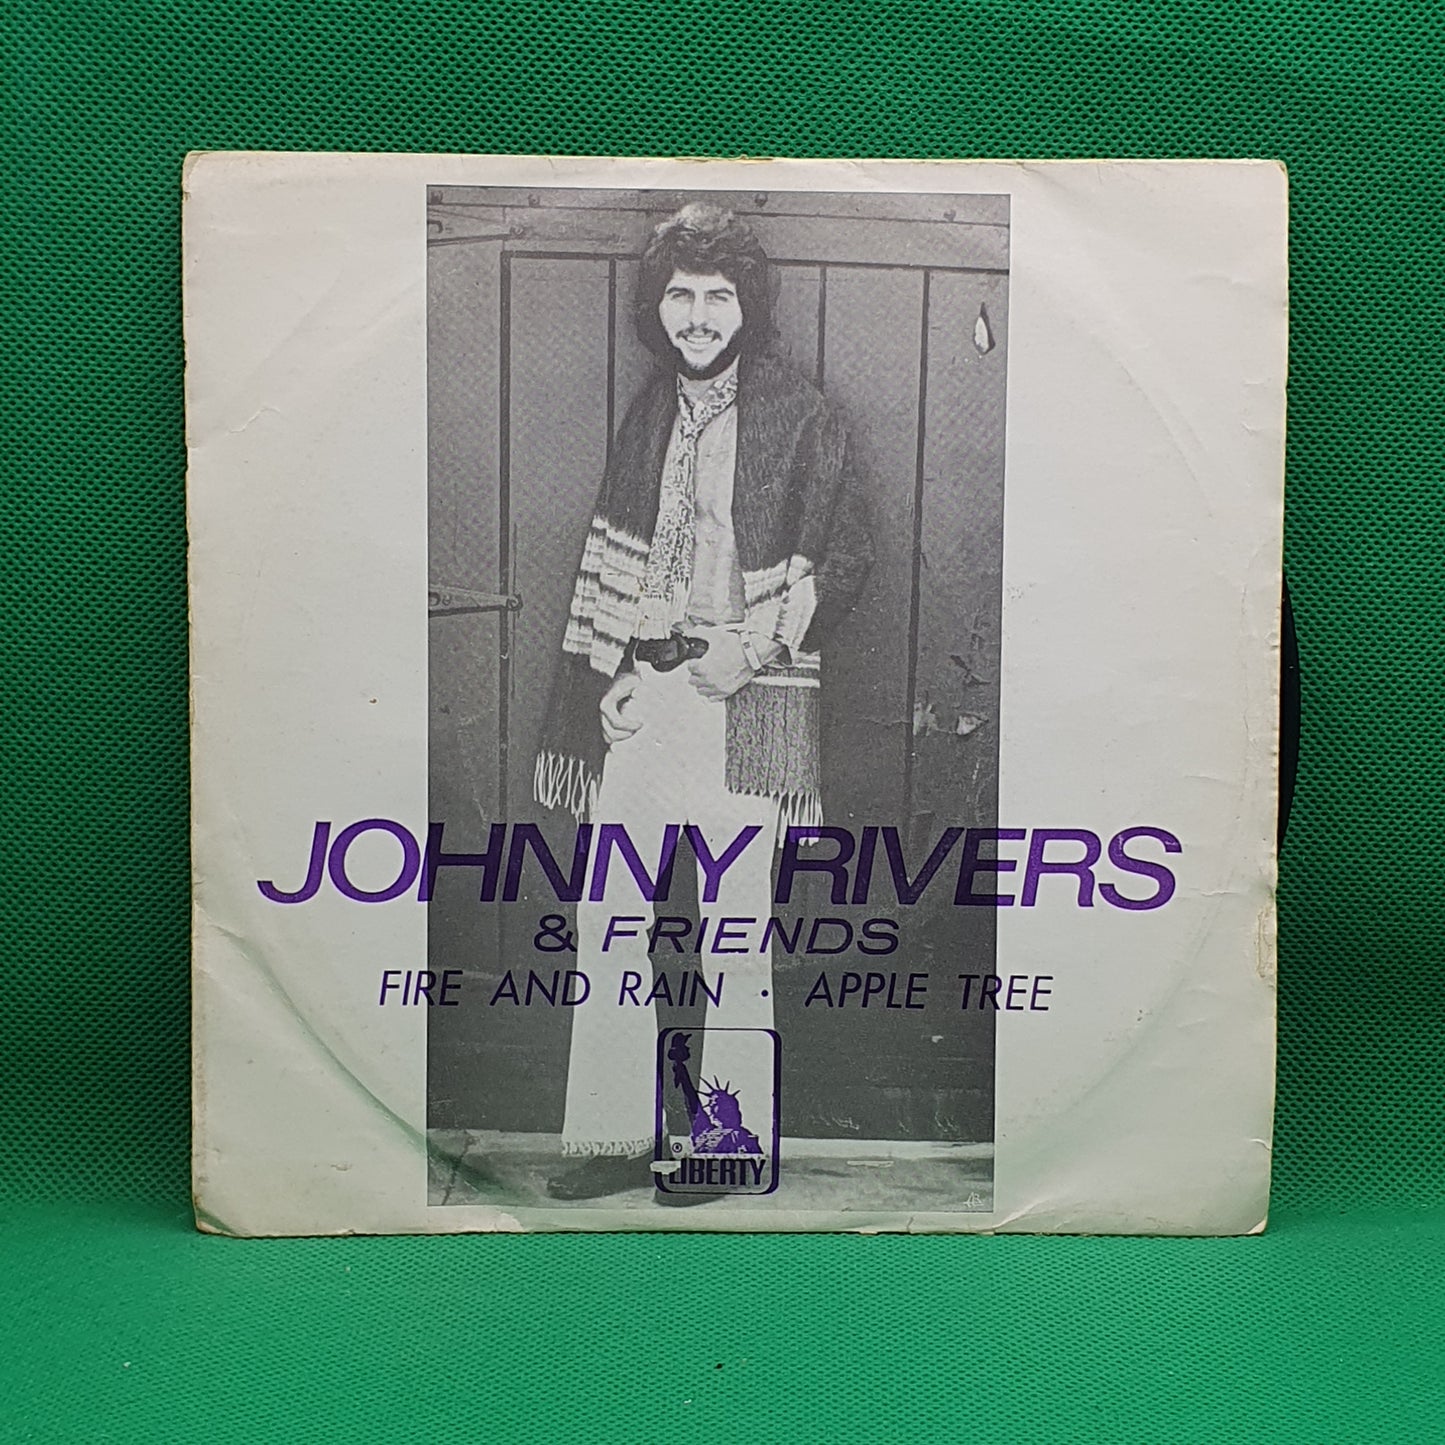 JOHNNY RIVERS
& FRIENDS
FIRE AND RAIN · APPLE TREE
®
LIBERTY